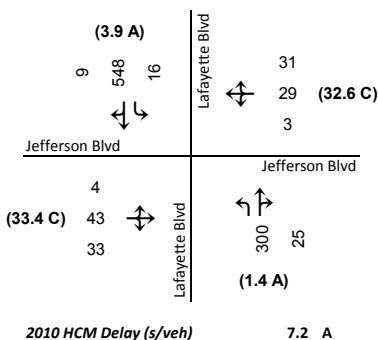 (3.9 A)
9 548 16
Lafayette Blvd
31
29 (32.6 C)
3
Jefferson Blvd
Jefferson Blvd
4
(33.4 C) 43
33
Lafayette Blvd
300 25
(1.4 A)
2010 HCM Delay (s/veh) 7.2 A